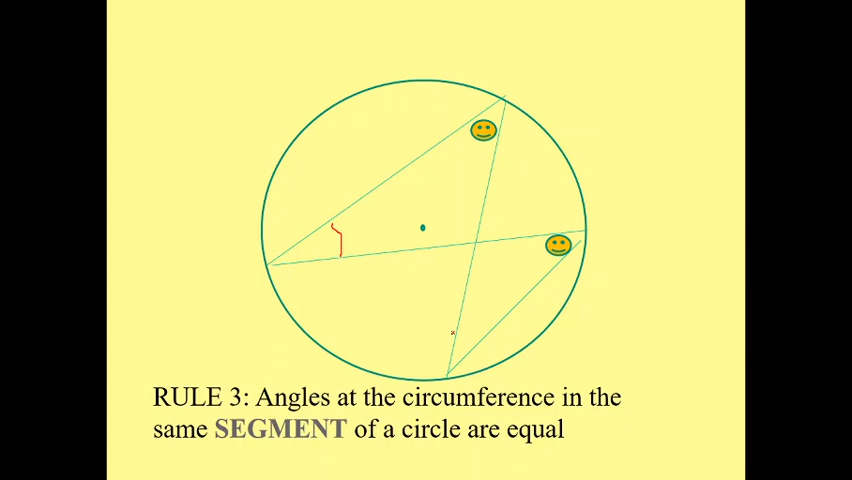 RULE 3: Angles at the circumference in the
same SEGMENT of a circle are equal